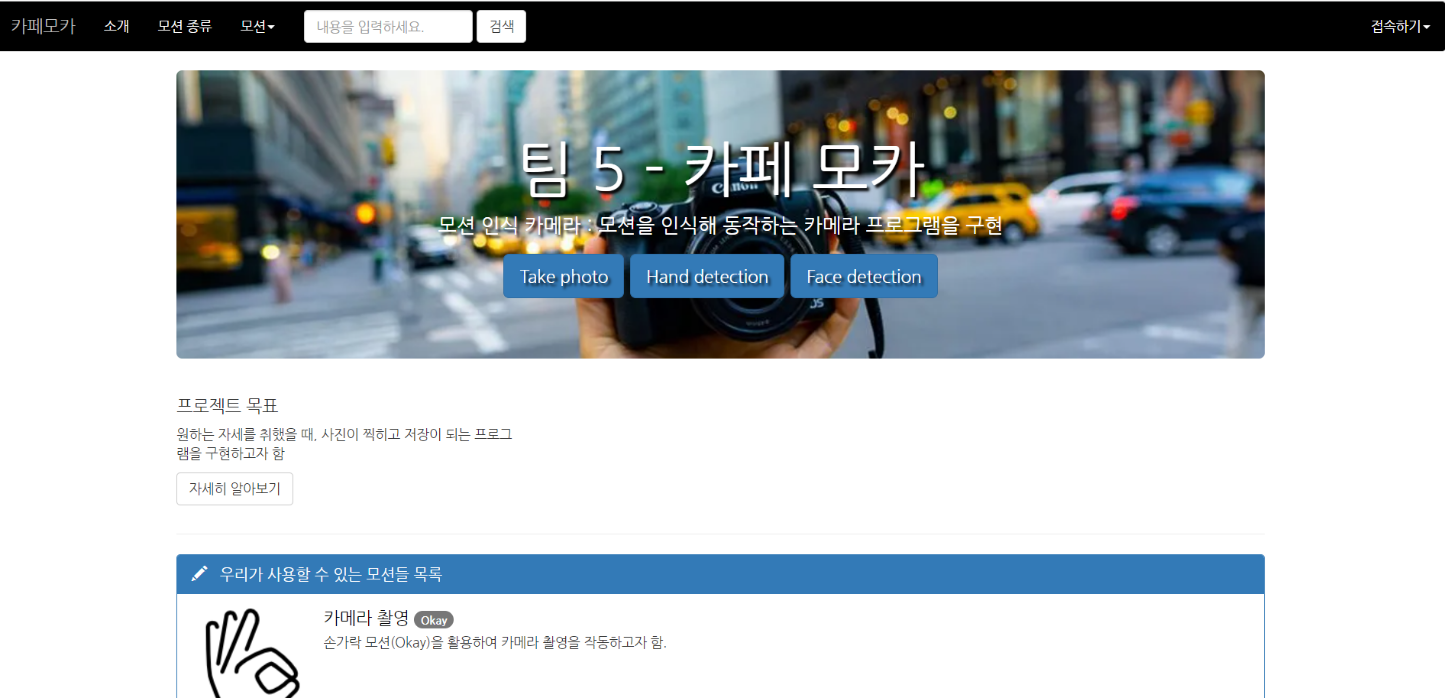 카페모카 소개 모션 종류 모션 내용을 입력하세요. 검색 접속하기
팀 5 - 카페 모카
Canon
모션 인식 카메라 : 모션을 인식해 동작하는 카메라 프로그램을 구현
Take photo Hand detection Face detection
프로젝트 목표
원하는 자세를 취했을 때, 사진이 찍히고 저장이 되는 프로그
램을 구현하고자 함
자세히 알아보기
우리가 사용할 수 있는 모션들 목록
카메라 촬영 Okay
손가락 모션(Okay)을 활용하여 카메라 촬영을 작동하고자 함.